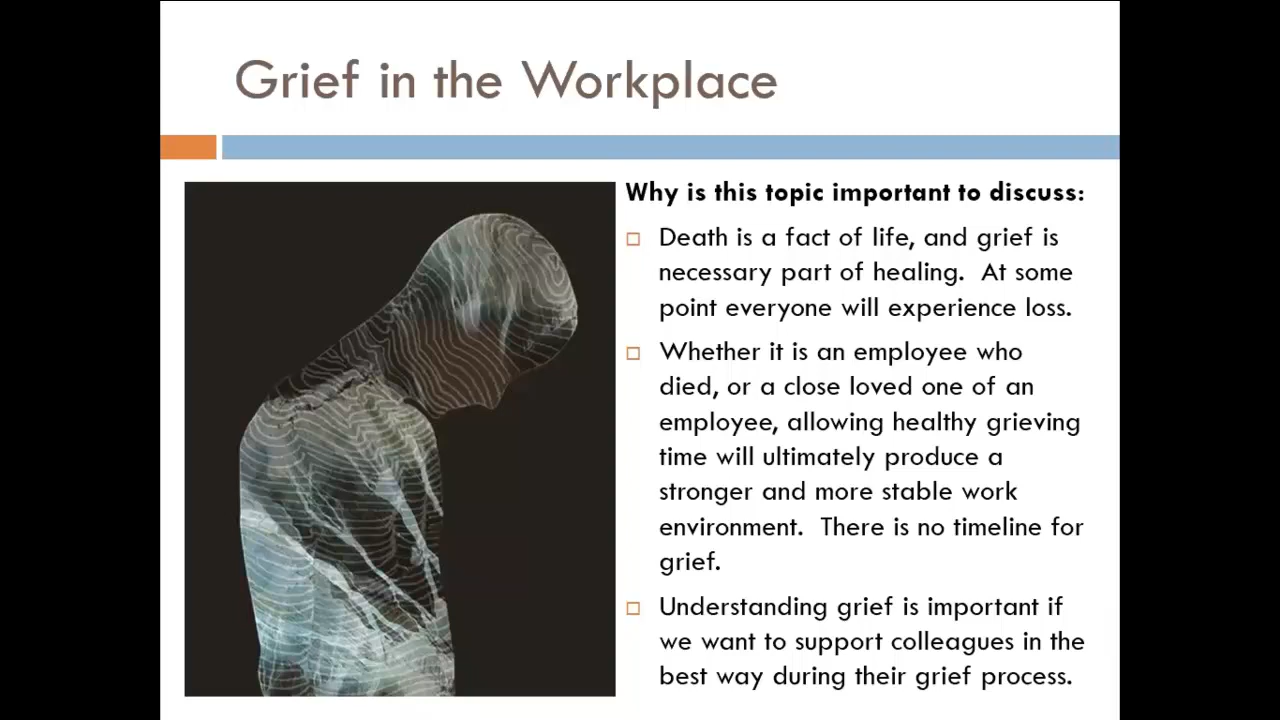 Grief in the Workplace
Why is this topic important to discuss:
Death is a fact of life, and grief is
necessary part of healing.  At some
point everyone will experience loss.
Whether it is an employee who
died, or a close loved one of an
employee, allowing healthy grieving
time will ultimately produce a
stronger and more stable work
environment.  There is no timeline for
grief.
Understanding grief is important if
we want to support colleagues in the
best way during their grief process.